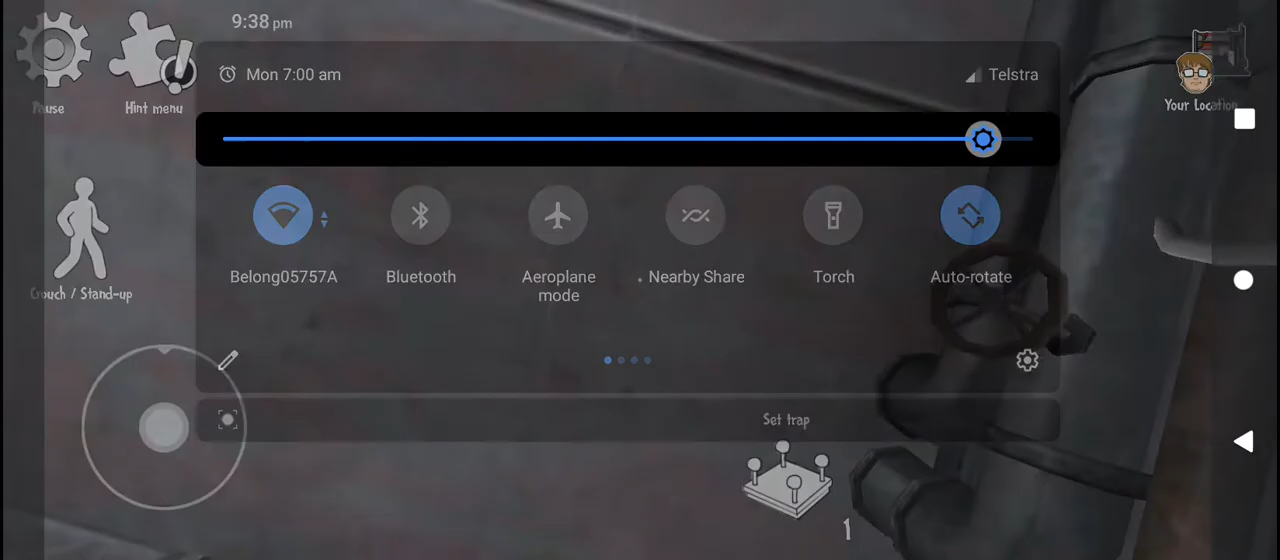 9:38 pm
Mon 7:00 am
Telstra
Pause
Hint menu
Your Location
Belong05757A
Bluetooth
Aeroplane
mode
Nearby Share
Torch
Auto-rotate
Crouch / Stand-up
Set trap
1